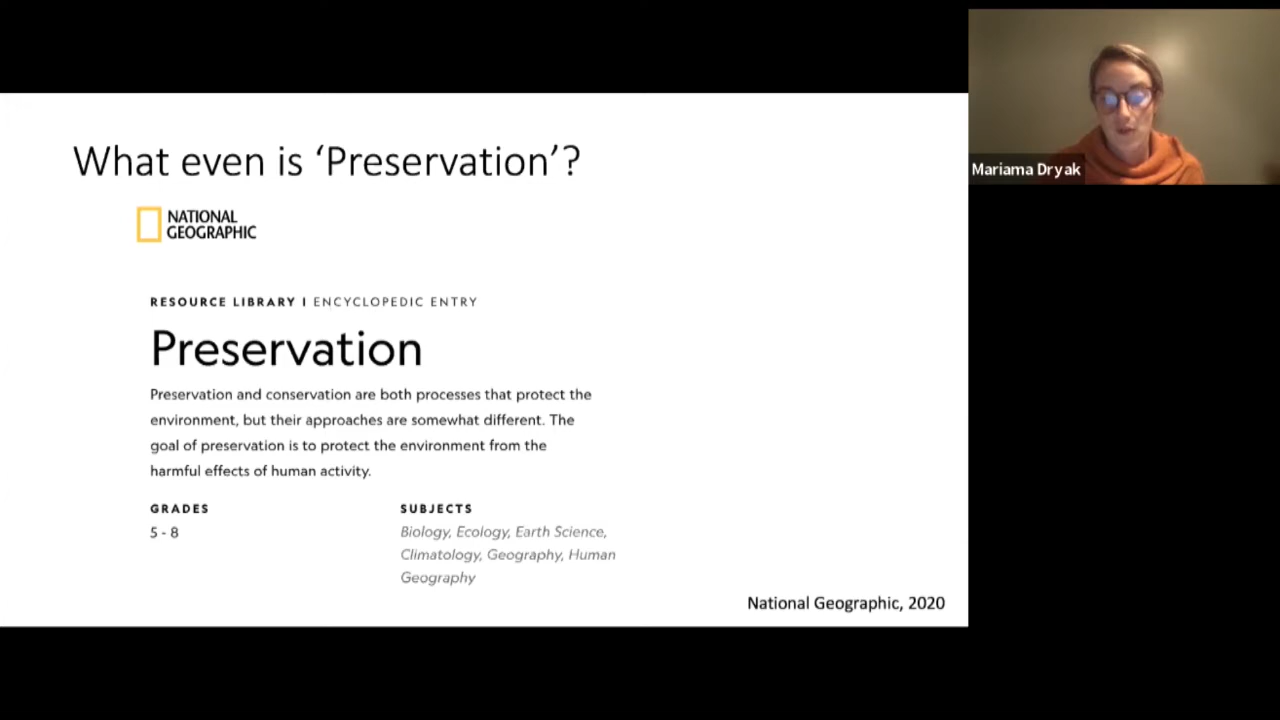 What even is ‘Preservation’?
NATIONAL
GEOGRAPHIC
RESOURCE LIBRARY I ENCYCLOPEDIC ENTRY
Preservation
Preservation and conservation are both processes that protect the
environment, but their approaches are somewhat different. The
goal of preservation is to protect the environment from the
harmful effects of human activity.
GRADES
5 - 8
SUBJECTS
Biology, Ecology, Earth Science,
Climatology, Geography, Human
Geography
National Geographic, 2020
Mariama Dryak